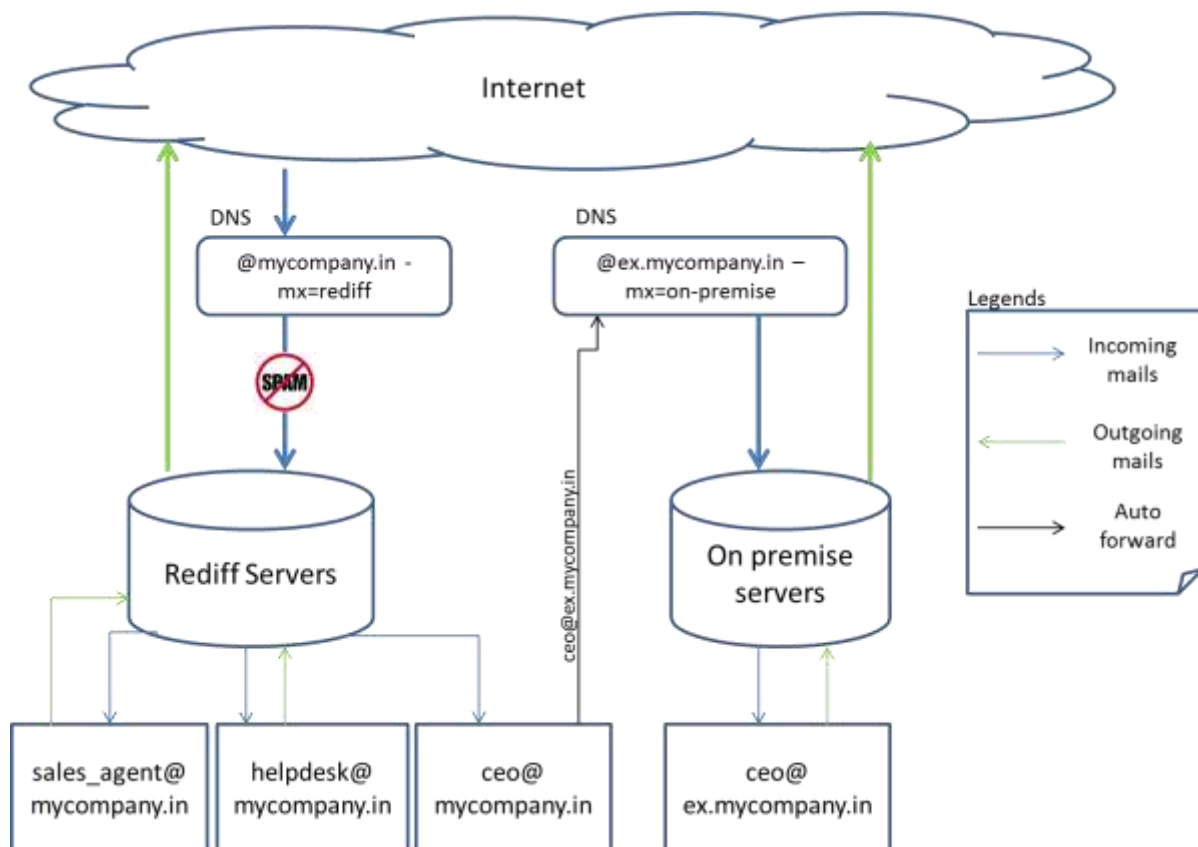 Internet
DNS
@mycompany.in -
mx=rediff
SPAM
DNS
@ex.mycompany.in –
mx=on-premise
Legends
Incoming
mails
Outgoing
mails
Auto
forward
Rediff Servers
ceo@ex.mycompany.in
On premise
servers
sales_agent@
mycompany.in
helpdesk@
mycompany.in
ceo@
mycompany.in
ceo@
ex.mycompany.in